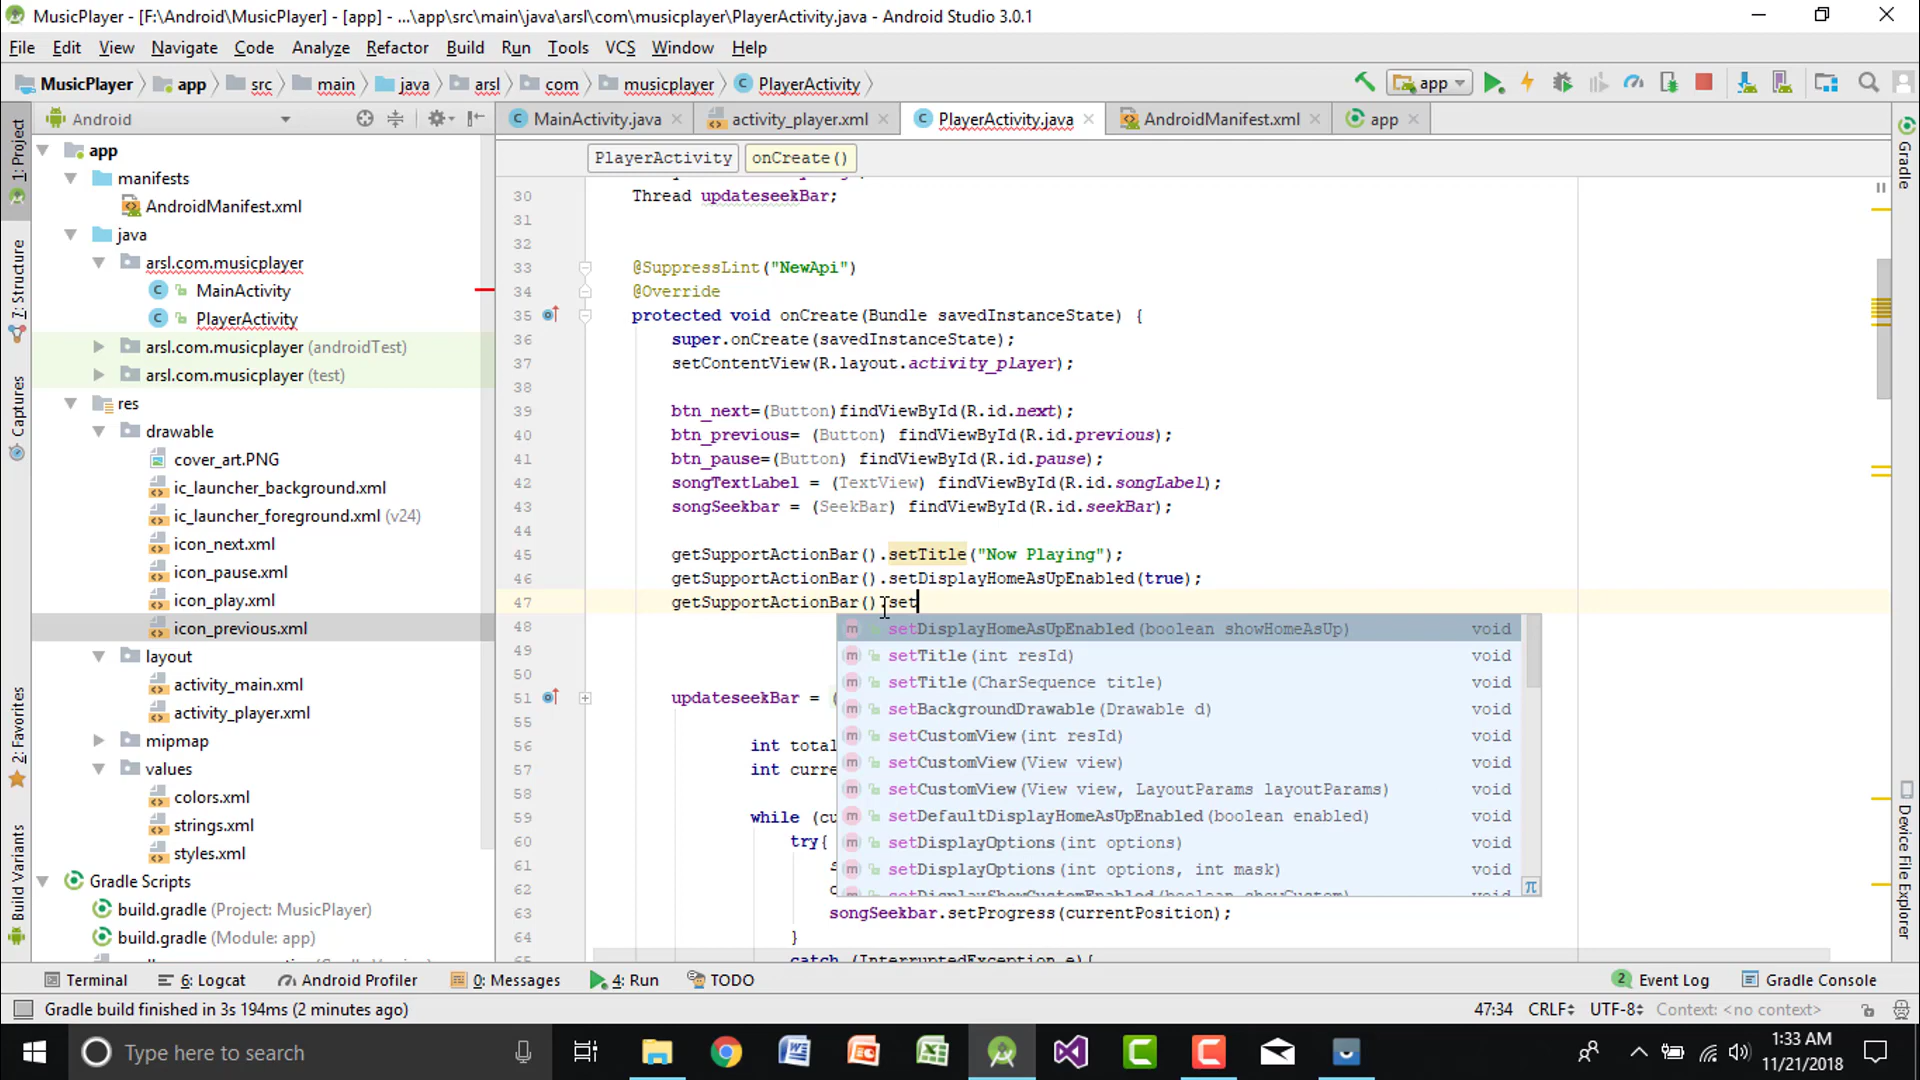 MusicPlayer - [F:\Android\MusicPlayer] - [app] - ...\app\src\main\java\arsl\com\musicplayer\PlayerActivity.java - Android Studio 3.0.1
File Edit View Navigate Code Analyze Refactor Build Run Tools VCS Window Help
MusicPlayer app src main java arsl com musicplayer PlayerActivity app
Android MainActivity.java activity_player.xml PlayerActivity.java AndroidManifest.xml app
PlayerActivity onCreate()
1: Project
7: Structure
Captures
2: Favorites
Build Variants
app
manifests
AndroidManifest.xml
java
arsl.com.musicplayer
MainActivity
PlayerActivity
arsl.com.musicplayer (androidTest)
arsl.com.musicplayer (test)
res
drawable
cover_art.PNG
ic_launcher_background.xml
ic_launcher_foreground.xml (v24)
icon_next.xml
icon_pause.xml
icon_play.xml
icon_previous.xml
layout
activity_main.xml
activity_player.xml
mipmap
values
colors.xml
strings.xml
styles.xml
Gradle Scripts
build.gradle (Project: MusicPlayer)
build.gradle (Module: app)
30 Thread updateseekBar;
31
32
33 @SuppressLint("NewApi")
34 @Override
35 protected void onCreate(Bundle savedInstanceState) {
36 super.onCreate(savedInstanceState);
37 setContentView(R.layout.activity_player);
38
39 btn_next=(Button)findViewById(R.id.next);
40 btn_previous= (Button) findViewById(R.id.previous);
41 btn_pause=(Button) findViewById(R.id.pause);
42 songTextLabel = (TextView) findViewById(R.id.songLabel);
43 songSeekbar = (SeekBar) findViewById(R.id.seekBar);
44
45 getSupportActionBar().setTitle("Now Playing");
46 getSupportActionBar().setDisplayHomeAsUpEnabled(true);
47 getSupportActionBar().set
48
49
50
51 updateseekBar = (
55
56 int total
57 int curre
58
59 while (cu
60 try{
61 s
62 c
63 songSeekbar.setProgress(currentPosition);
64 }
65 catch (InterruptedException e){
setDisplayHomeAsUpEnabled(boolean showHomeAsUp) void
setTitle(int resId) void
setTitle(CharSequence title) void
setBackgroundDrawable(Drawable d) void
setCustomView(int resId) void
setCustomView(View view) void
setCustomView(View view, LayoutParams layoutParams) void
setDefaultDisplayHomeAsUpEnabled(boolean enabled) void
setDisplayOptions(int options) void
setDisplayOptions(int options, int mask) void
setDisplayShowCustomEnabled(boolean showCustom) void
π
Gradle
Device File Explorer
Terminal 6: Logcat Android Profiler 0: Messages 4: Run TODO 2 Event Log Gradle Console
Gradle build finished in 3s 194ms (2 minutes ago) 47:34 CRLF UTF-8 Context: <no context>
Type here to search
1:33 AM
11/21/2018